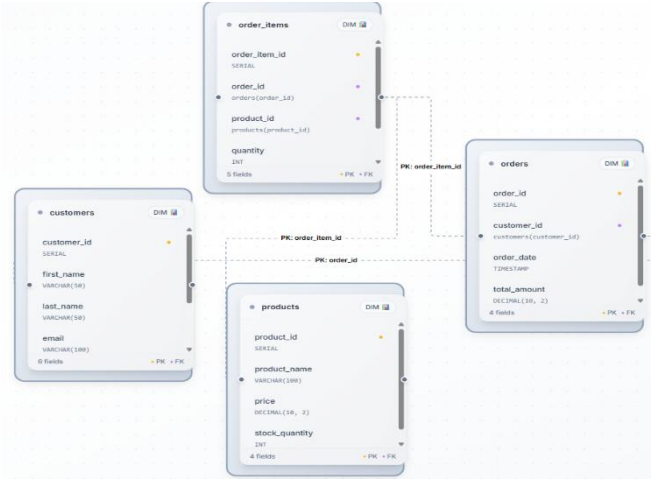 order_items
DIM
order_item_id
SERIAL
order_id
orders(order_id)
product_id
products(product_id)
quantity
INT
5 fields
PK
FK
PK: order_item_id
orders
DIM
order_id
SERIAL
customer_id
customers(customer_id)
order_date
TIMESTAMP
total_amount
DECIMAL(10, 2)
4 fields
PK
FK
customers
DIM
customer_id
SERIAL
first_name
VARCHAR(50)
last_name
VARCHAR(50)
email
VARCHAR(100)
6 fields
PK
FK
PK: order_item_id
PK: order_id
products
DIM
product_id
SERIAL
product_name
VARCHAR(100)
price
DECIMAL(10, 2)
stock_quantity
INT
4 fields
PK
FK